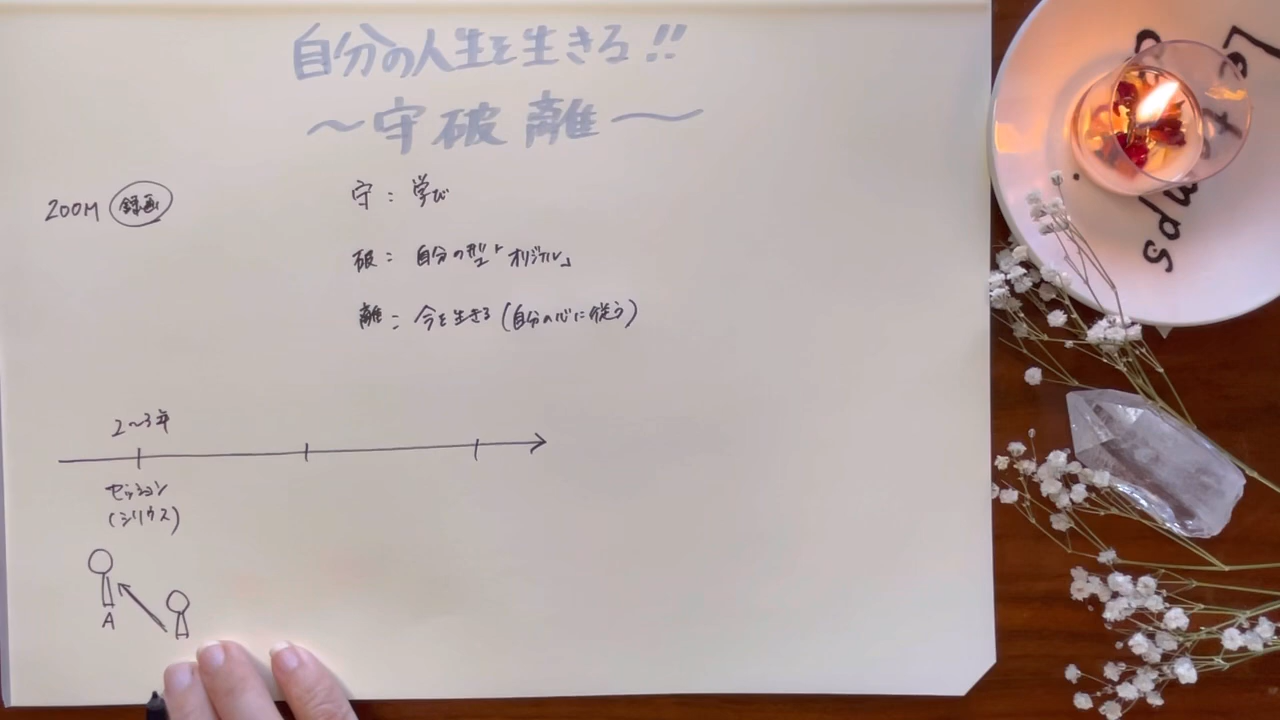 自分の人生を生きる!!
〜守破離〜
ZOOM 録画
守：学び
破：自分の型「オリジナル」
離：今を生きる(自分の心に従う)
2〜3年
セッション
(シリウス)
A